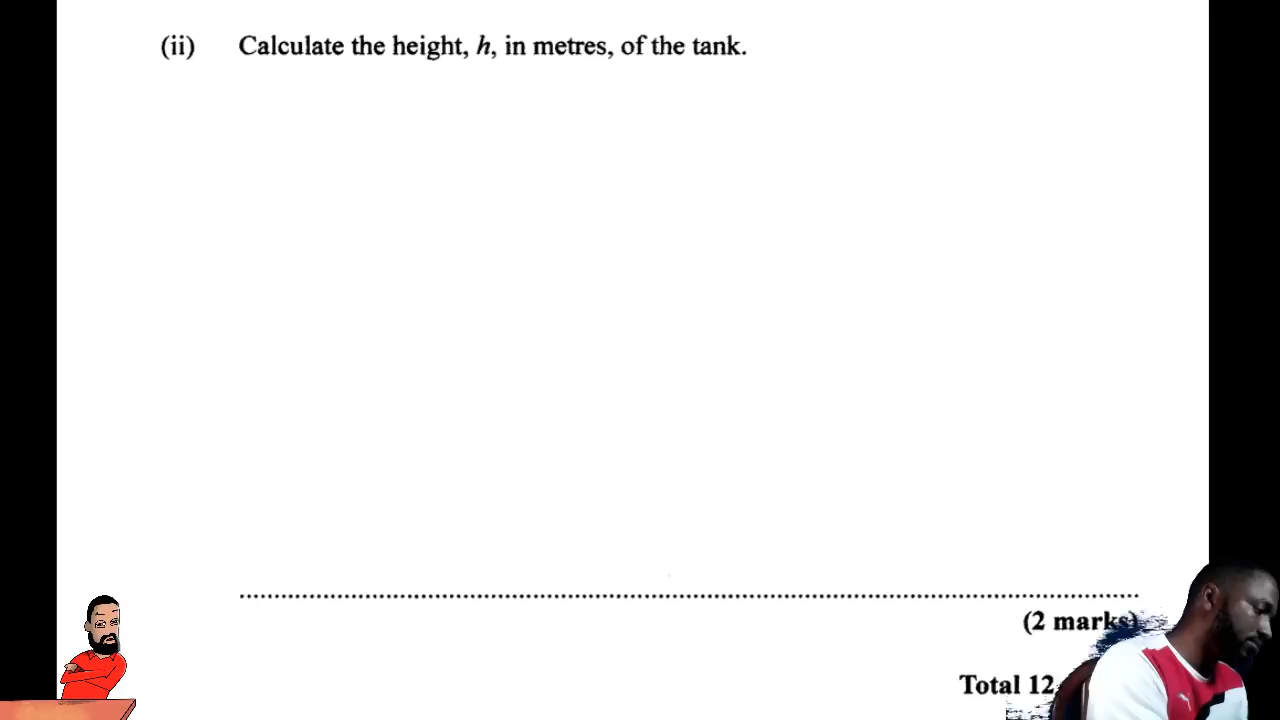 (ii) Calculate the height, h, in metres, of the tank.
(2 marks)
Total 12